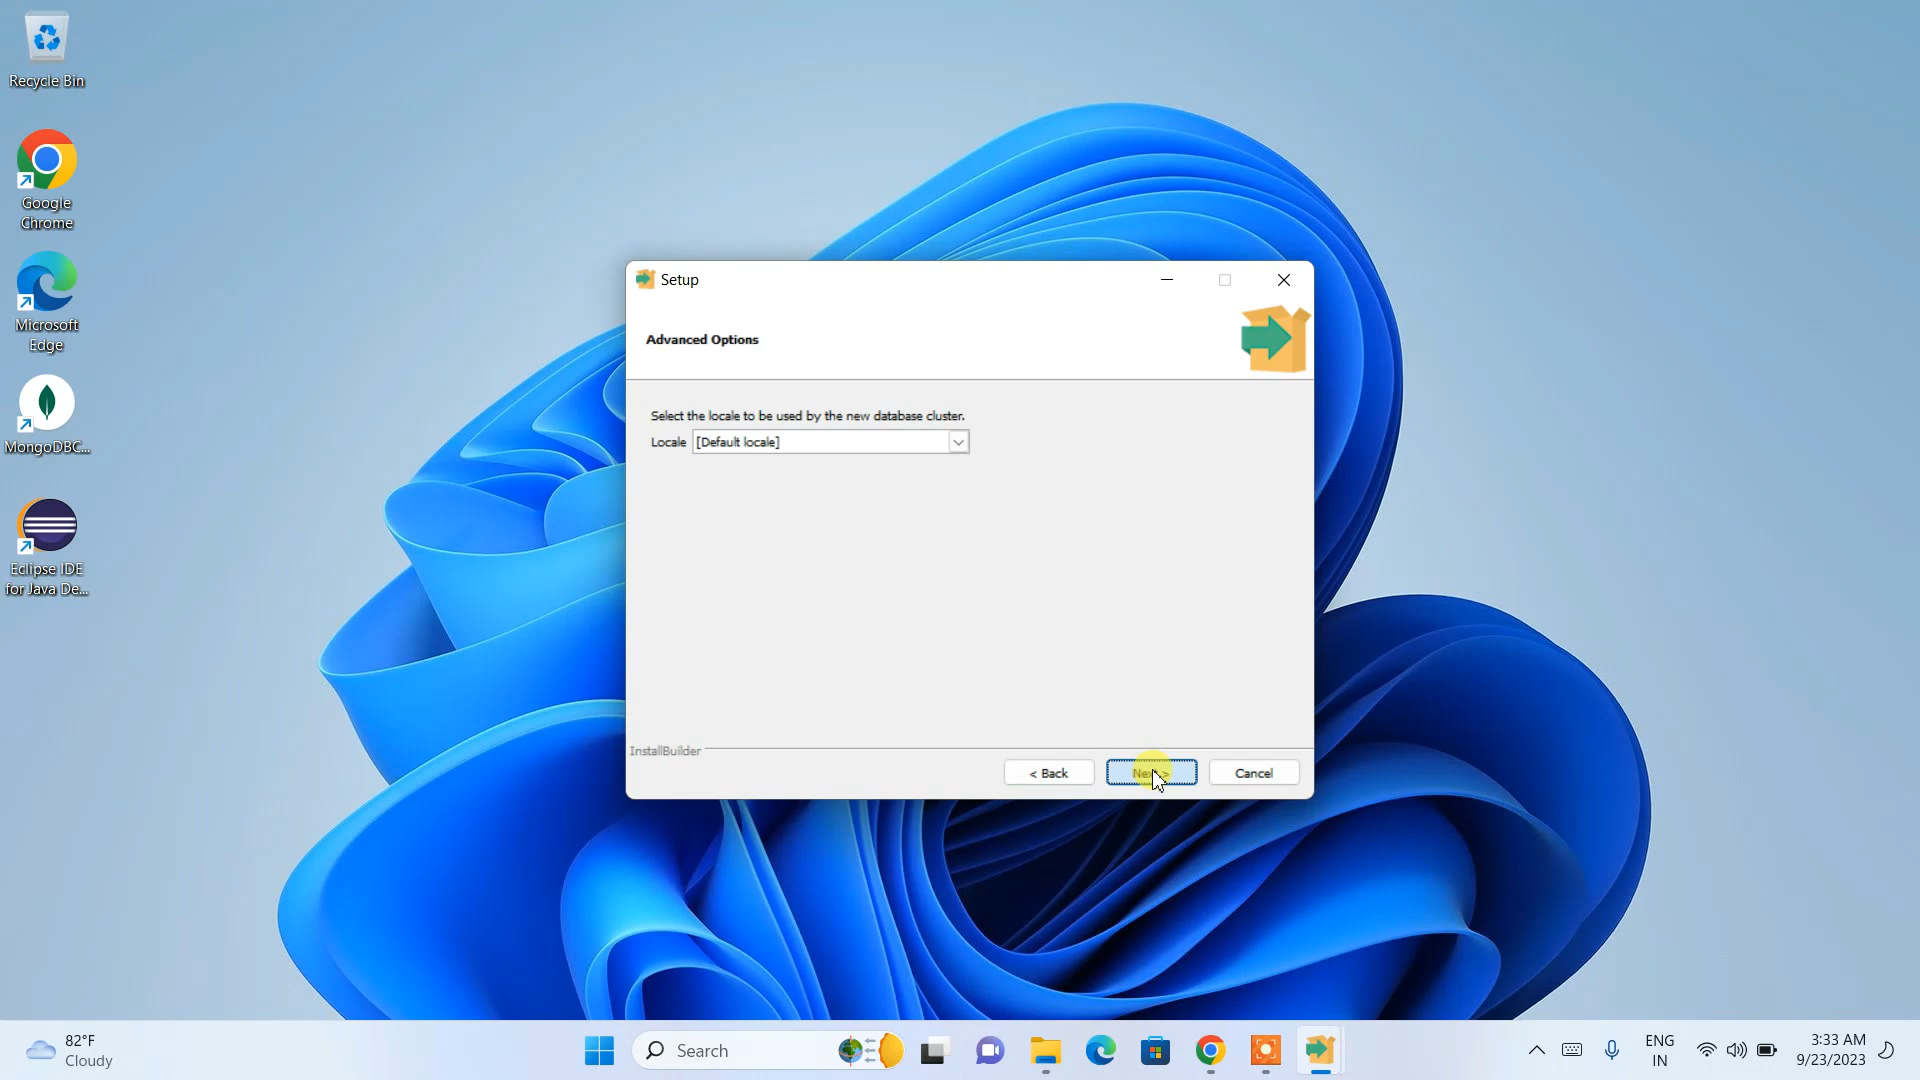 Recycle Bin
Google
Chrome
Microsoft
Edge
MongoDBC...
Eclipse IDE
for Java De...
Setup
Advanced Options
Select the locale to be used by the new database cluster.
Locale [Default locale]
InstallBuilder
< Back
Next >
Cancel
82°F
Cloudy
Search
ENG
IN
3:33 AM
9/23/2023